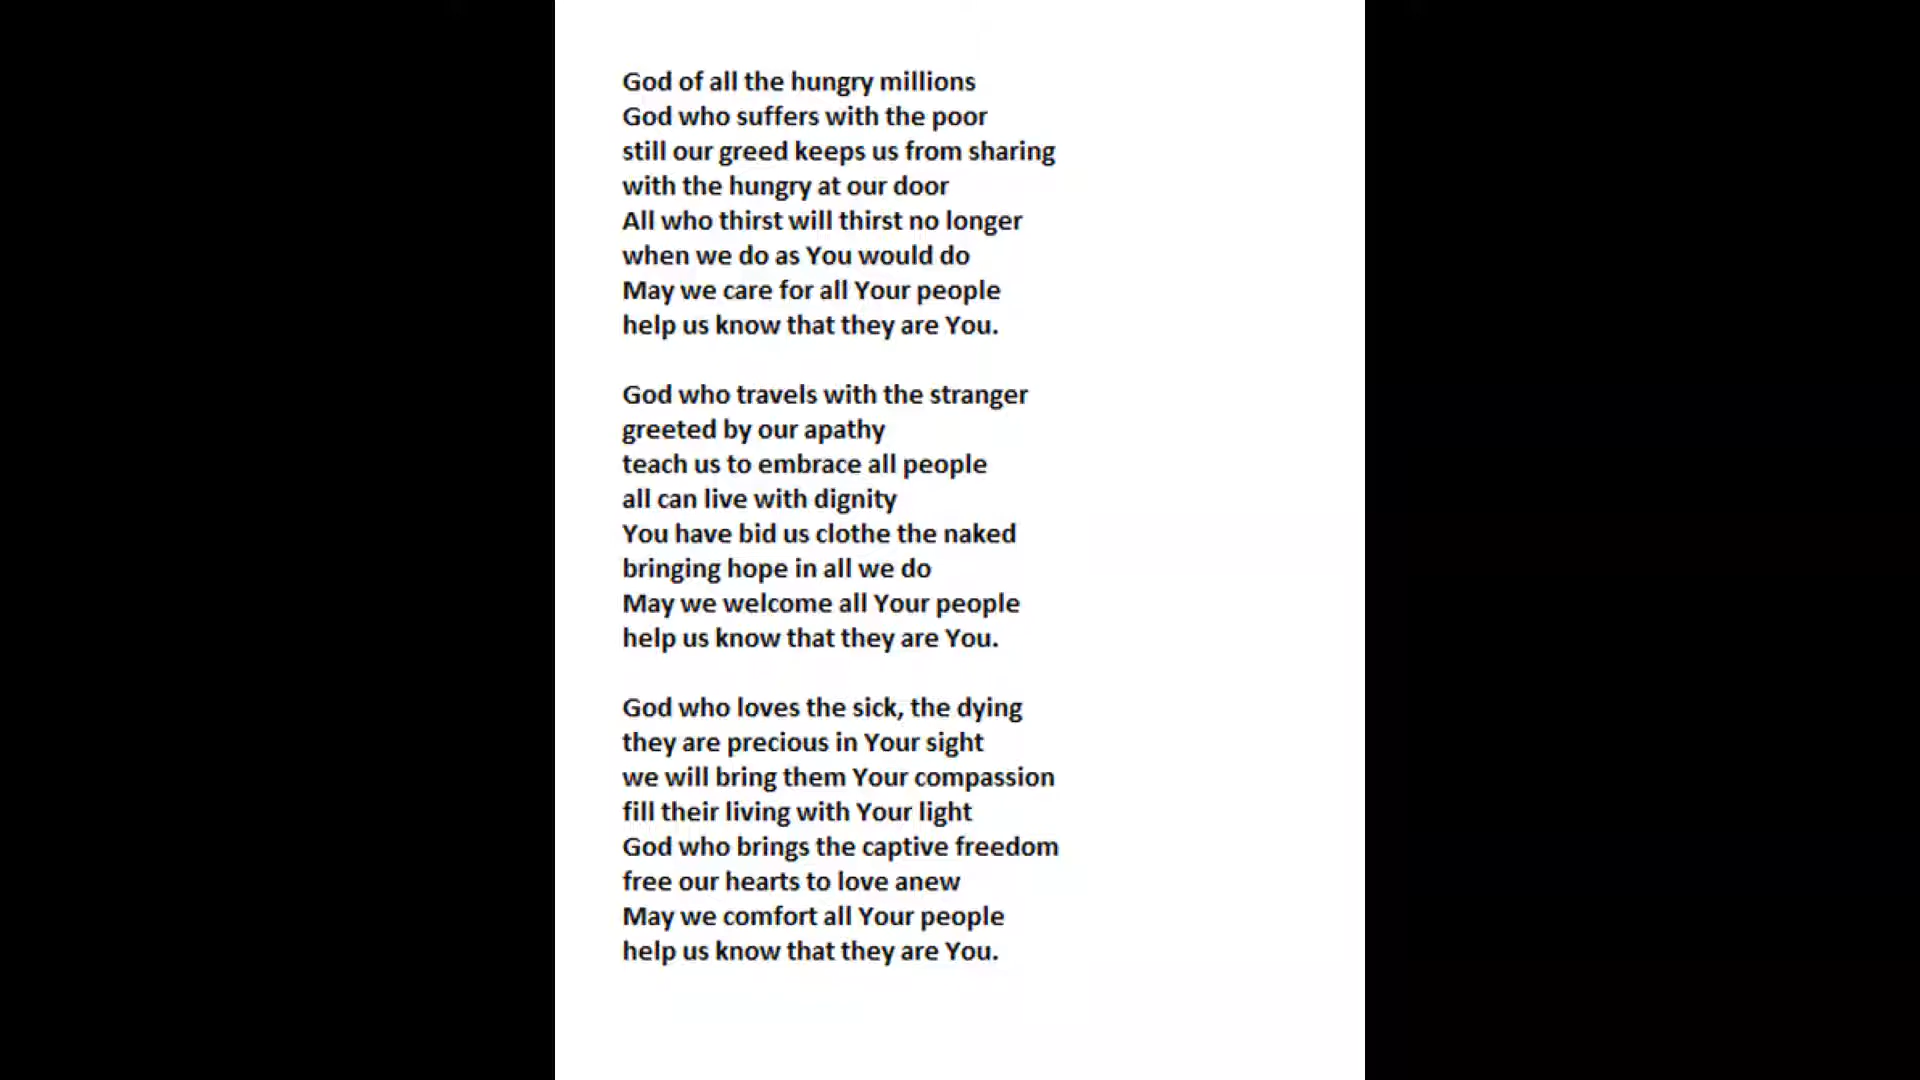 God of all the hungry millions
God who suffers with the poor
still our greed keeps us from sharing
with the hungry at our door
All who thirst will thirst no longer
when we do as You would do
May we care for all Your people
help us know that they are You.

God who travels with the stranger
greeted by our apathy
teach us to embrace all people
all can live with dignity
You have bid us clothe the naked
bringing hope in all we do
May we welcome all Your people
help us know that they are You.

God who loves the sick, the dying
they are precious in Your sight
we will bring them Your compassion
fill their living with Your light
God who brings the captive freedom
free our hearts to love anew
May we comfort all Your people
help us know that they are You.